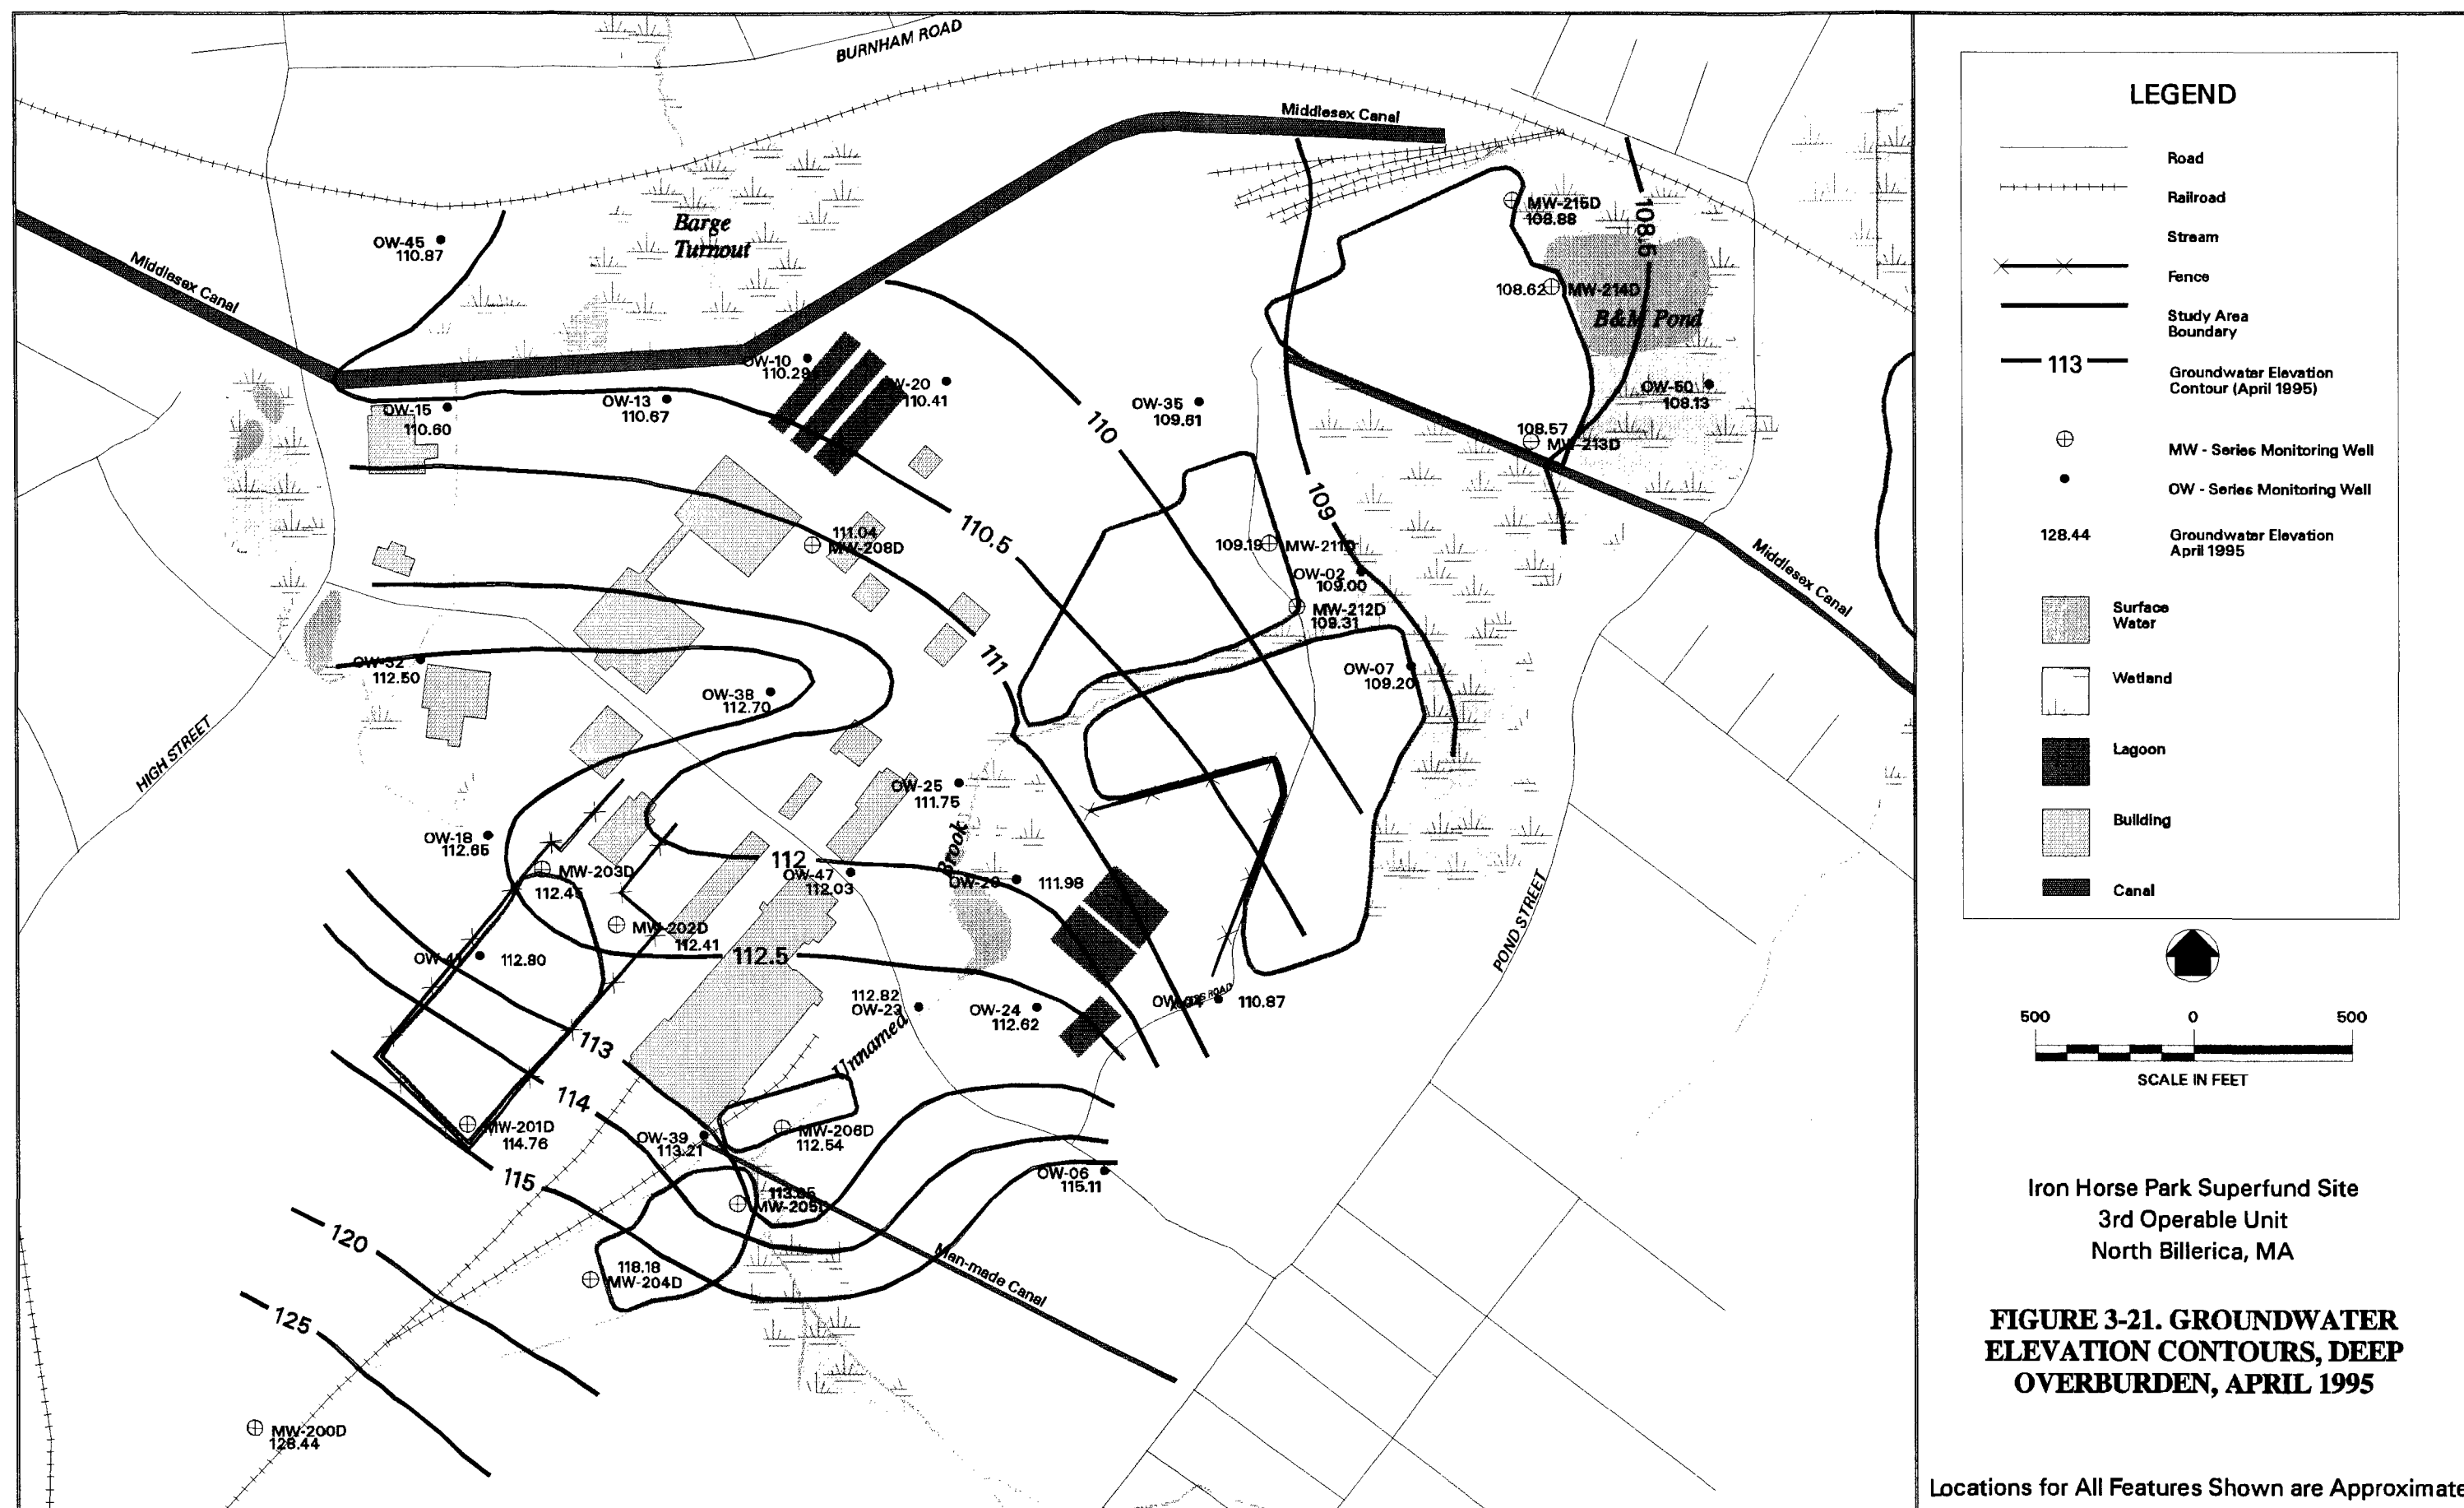 BURNHAM ROAD
Middlesex Canal
Middlesex Canal
Barge
Turnout
OW-45
110.87
MW-215D
108.88
108.5
108.62
MW-214D
B&M Pond
OW-10
110.29
110.41
OW-15
110.60
OW-13
110.67
OW-35
109.61
OW-50
108.13
110
108.57
MW-213D
109
110.5
111.04
MW-208D
109.19
MW-211D
OW-02
109.00
MW-212D
109.31
Middlesex Canal
111
OW-32
112.50
OW-38
112.70
OW-07
109.20
HIGH STREET
OW-25
111.75
OW-18
112.65
Brook
112
OW-47
112.03
111.98
MW-203D
112.45
MW-202D
112.41
POND STREET
112.80
112.5
112.82
OW-23
OW-24
112.62
110.87
113
Unnamed
114
MW-201D
114.76
OW-39
113.21
MW-206D
112.54
115
OW-06
115.11
MW-205D
120
118.18
MW-204D
Man-made Canal
125
MW-200D
128.44
LEGEND
Road
Railroad
Stream
Fence
Study Area
Boundary
113
Groundwater Elevation
Contour (April 1995)
MW - Series Monitoring Well
OW - Series Monitoring Well
128.44
Groundwater Elevation
April 1995
Surface
Water
Wetland
Lagoon
Building
Canal
500 0 500
SCALE IN FEET
Iron Horse Park Superfund Site
3rd Operable Unit
North Billerica, MA
FIGURE 3-21. GROUNDWATER
ELEVATION CONTOURS, DEEP
OVERBURDEN, APRIL 1995
Locations for All Features Shown are Approximate